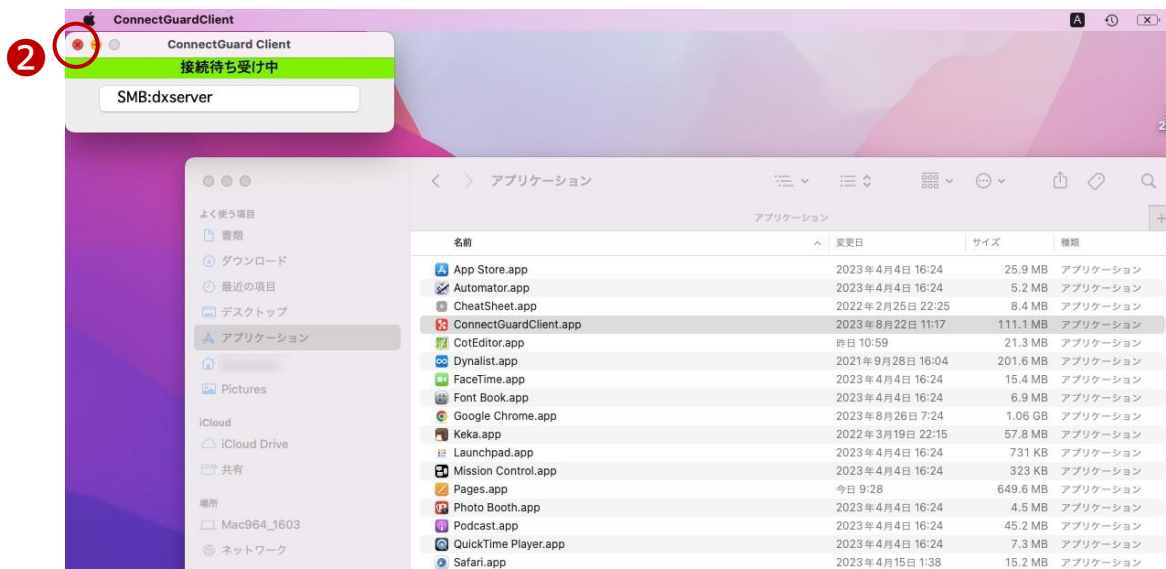 ConnectGuardClient
A
❷
ConnectGuard Client
接続待ち受け中
SMB:dxserver
2
アプリケーション
よく使う項目
書類
ダウンロード
最近の項目
デスクトップ
アプリケーション
Pictures
iCloud
iCloud Drive
共有
場所
Mac964_1603
ネットワーク
アプリケーション
名前 変更日 サイズ 種類
App Store.app 2023年4月4日 16:24 25.9 MB アプリケーション
Automator.app 2023年4月4日 16:24 5.2 MB アプリケーション
CheatSheet.app 2022年2月25日 22:25 8.4 MB アプリケーション
ConnectGuardClient.app 2023年8月22日 11:17 111.1 MB アプリケーション
CotEditor.app 昨日 10:59 21.3 MB アプリケーション
Dynalist.app 2021年9月28日 16:04 201.6 MB アプリケーション
FaceTime.app 2023年4月4日 16:24 15.4 MB アプリケーション
Font Book.app 2023年4月4日 16:24 6.9 MB アプリケーション
Google Chrome.app 2023年8月26日 7:24 1.06 GB アプリケーション
Keka.app 2022年3月19日 22:15 57.8 MB アプリケーション
Launchpad.app 2023年4月4日 16:24 731 KB アプリケーション
Mission Control.app 2023年4月4日 16:24 323 KB アプリケーション
Pages.app 今日 9:28 649.6 MB アプリケーション
Photo Booth.app 2023年4月4日 16:24 4.5 MB アプリケーション
Podcast.app 2023年4月4日 16:24 45.2 MB アプリケーション
QuickTime Player.app 2023年4月4日 16:24 7.3 MB アプリケーション
Safari.app 2023年4月15日 1:38 15.2 MB アプリケーション